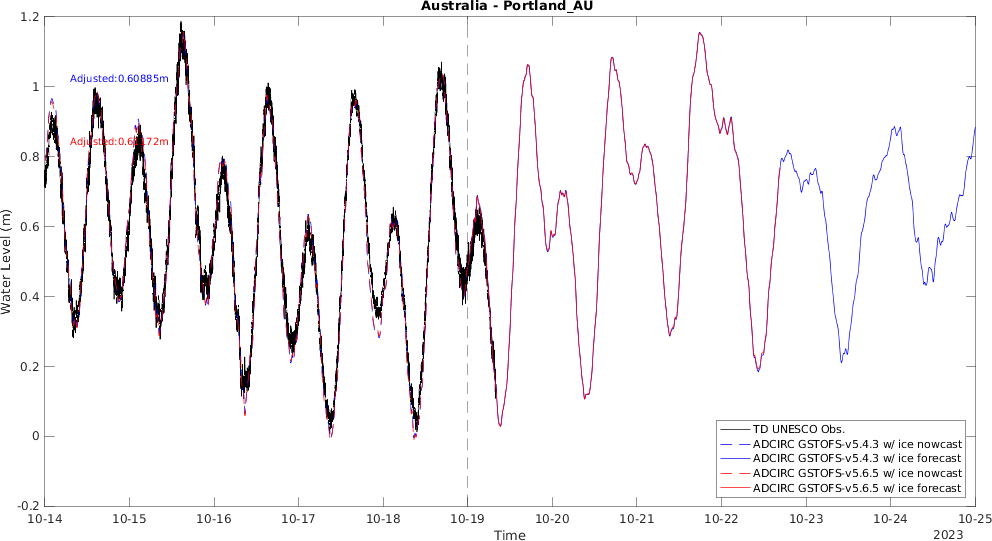 Australia - Portland_AU
1.2
1
0.8
0.6
0.4
0.2
0
-0.2
Water Level (m)
Adjusted:0.60885m
TD UNESCO Obs.
ADCIRC GSTOFS-v5.4.3 w/ ice nowcast
ADCIRC GSTOFS-v5.4.3 w/ ice forecast
ADCIRC GSTOFS-v5.6.5 w/ ice nowcast
ADCIRC GSTOFS-v5.6.5 w/ ice forecast
10-14 10-15 10-16 10-17 10-18 10-19 10-20 10-21 10-22 10-23 10-24 10-25
Time
2023